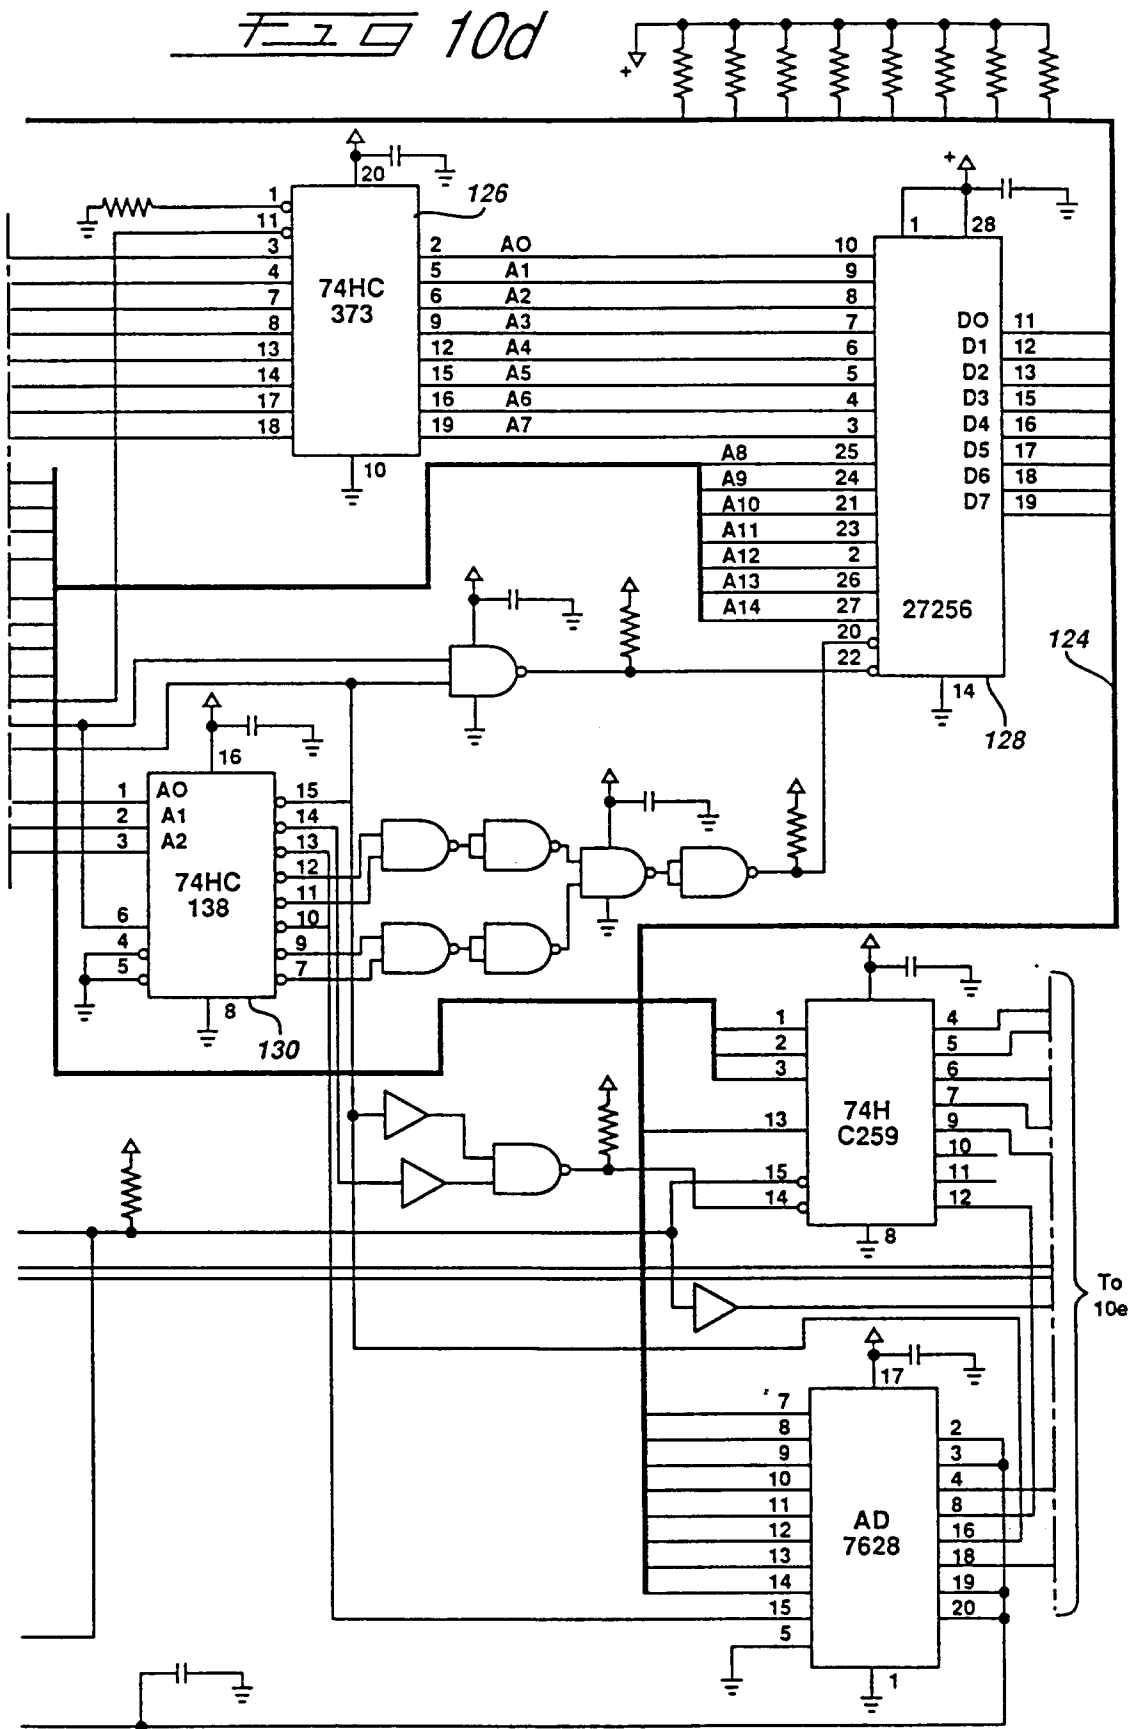 Fig 10d
+
20
1
126
11
3
2 A0 10
4
5 A1 9
7
6 A2 8
8
9 A3 7
13
12 A4 6
14
15 A5 5
17
16 A6 4
18
19 A7 3
74HC
373
10
+
1 28
A8 25
A9 24
A10 21
A11 23
A12 2
A13 26
A14 27
20
22
D0 11
D1 12
D2 13
D3 15
D4 16
D5 17
D6 18
D7 19
27256
14
128
124
16
1 A0 15
2 A1 14
3 A2 13
12
11
10
9
7
74HC
138
6
4
5
8
130
1
2
3
13
15
14
74H
C259
4
5
6
7
9
10
11
12
8
To
10e
17
7
8
9
10
11
12
13
14
15
5
AD
7628
2
3
4
8
16
18
19
20
1